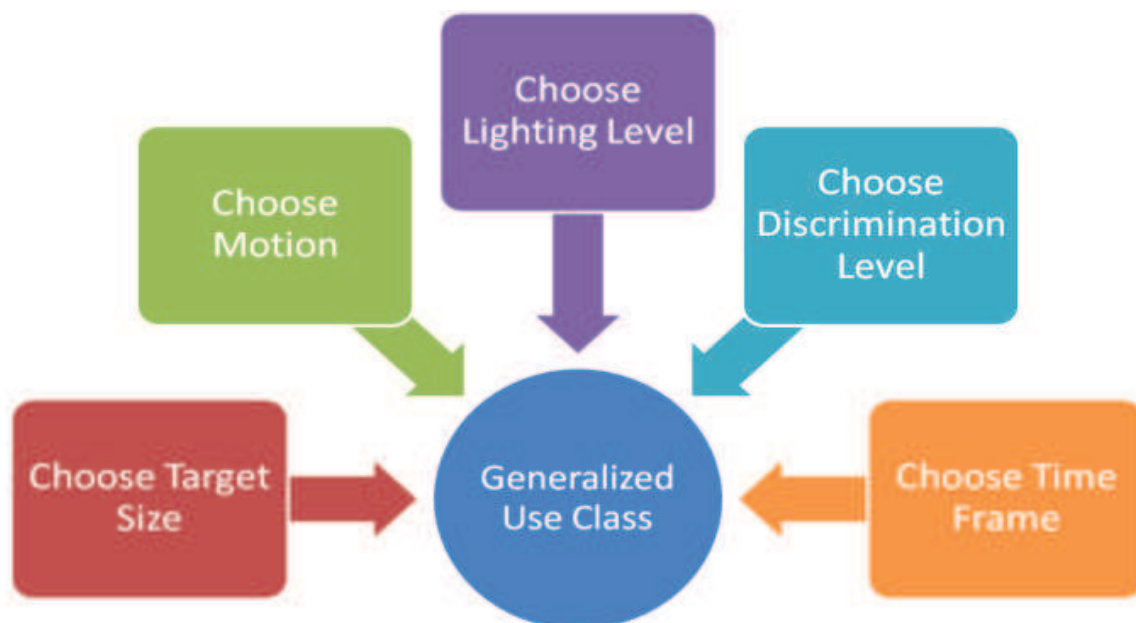 Choose
Lighting Level
Choose
Motion
Choose
Discrimination
Level
Choose Target
Size
Generalized
Use Class
Choose Time
Frame